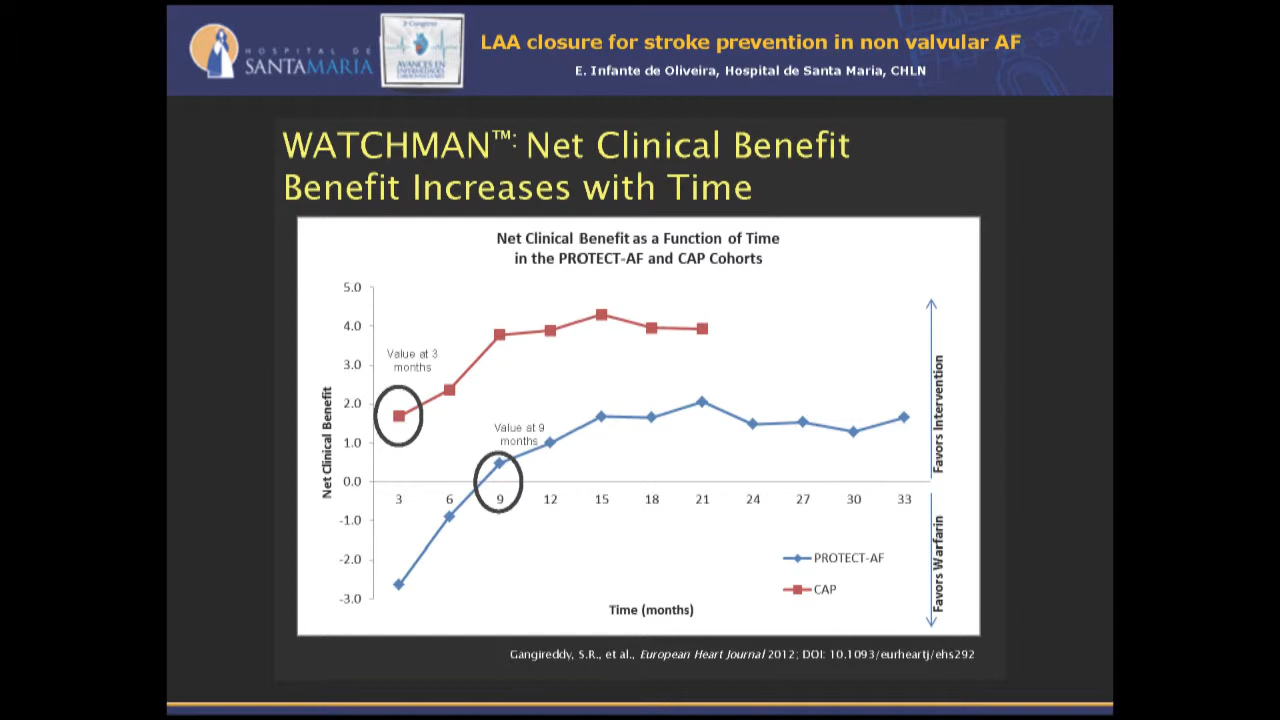 HOSPITAL DE
SANTAMARIA
AVANCES EN
LAA closure for stroke prevention in non valvular AF
E. Infante de Oliveira, Hospital de Santa Maria, CHLN
WATCHMAN™: Net Clinical Benefit
Benefit Increases with Time
Net Clinical Benefit as a Function of Time
in the PROTECT-AF and CAP Cohorts
Net Clinical Benefit
5.0
4.0
3.0
2.0
1.0
0.0
-1.0
-2.0
-3.0
Value at 3
months
Value at 9
months
3 6 9 12 15 18 21 24 27 30 33
Time (months)
PROTECT-AF
CAP
Favors Intervention
Favors Warfarin
Gangireddy, S.R., et al., European Heart Journal 2012; DOI: 10.1093/eurheartj/ehs292